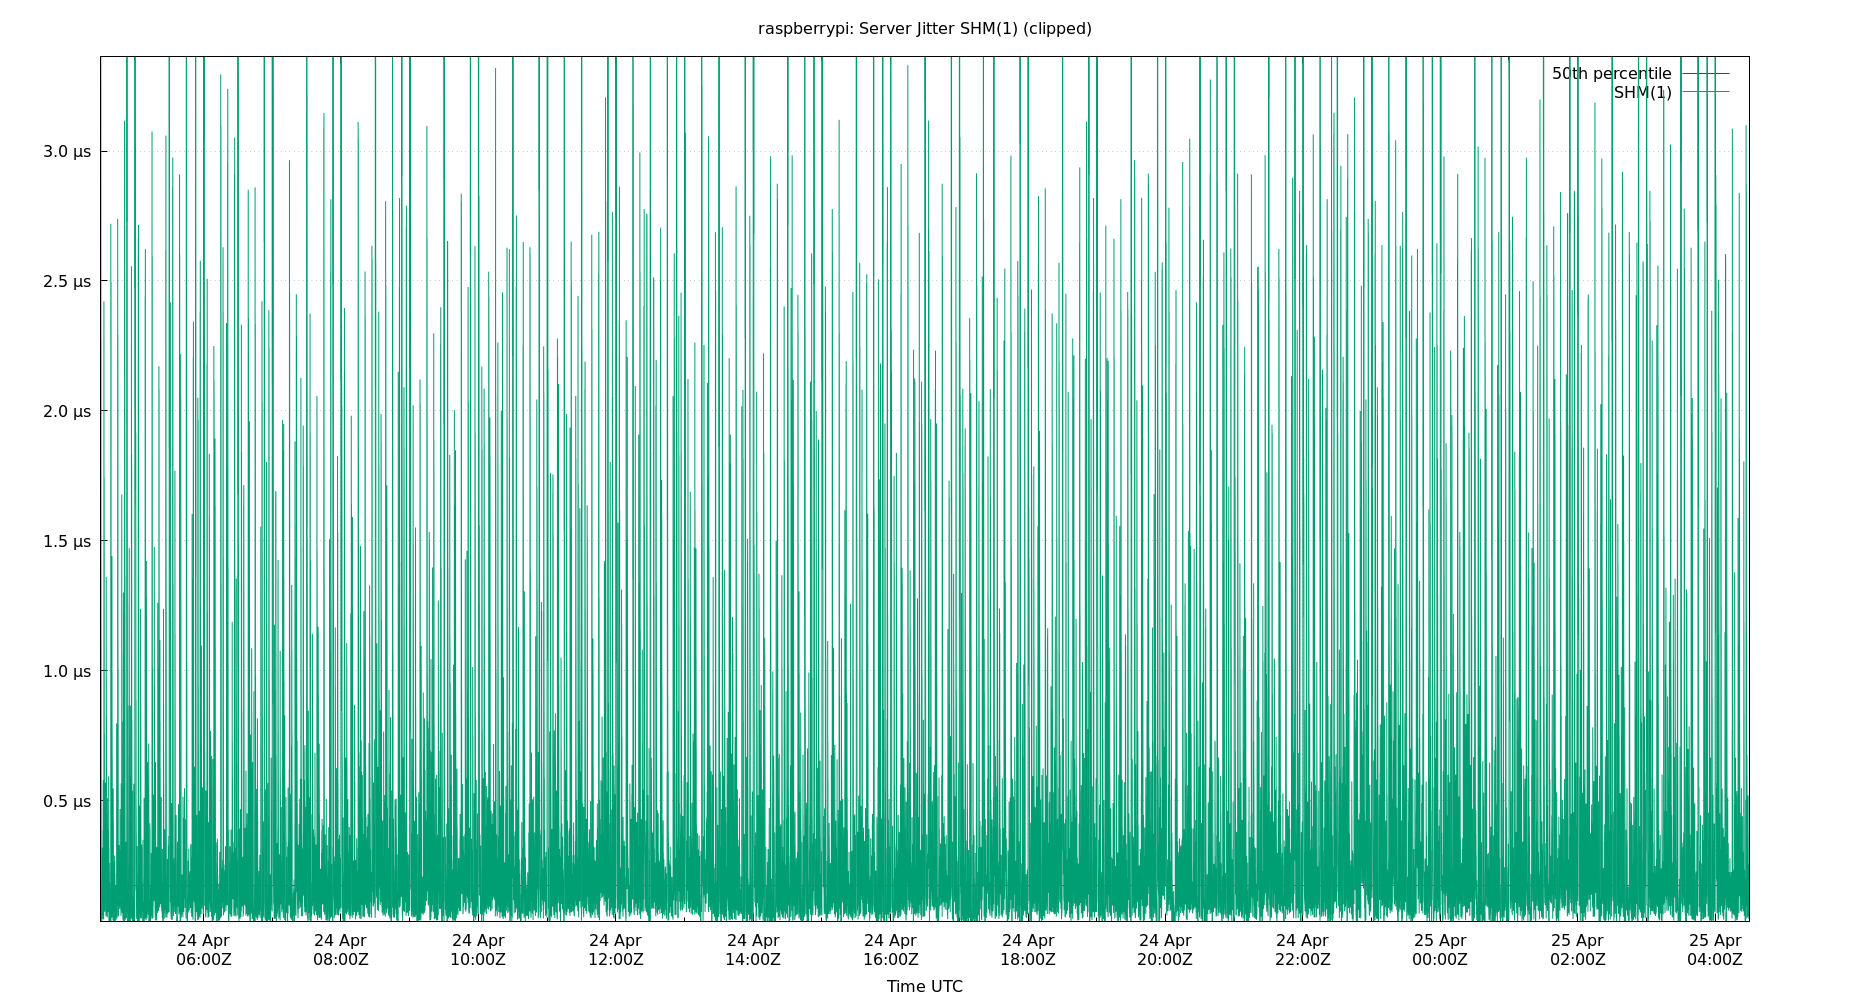 raspberrypi: Server Jitter SHM(1) (clipped)
50th percentile
SHM(1)
3.0 μs
2.5 μs
2.0 μs
1.5 μs
1.0 μs
0.5 μs
24 Apr 24 Apr 24 Apr 24 Apr 24 Apr 24 Apr 24 Apr 24 Apr 24 Apr 25 Apr 25 Apr 25 Apr
06:00Z 08:00Z 10:00Z 12:00Z 14:00Z 16:00Z 18:00Z 20:00Z 22:00Z 00:00Z 02:00Z 04:00Z
Time UTC